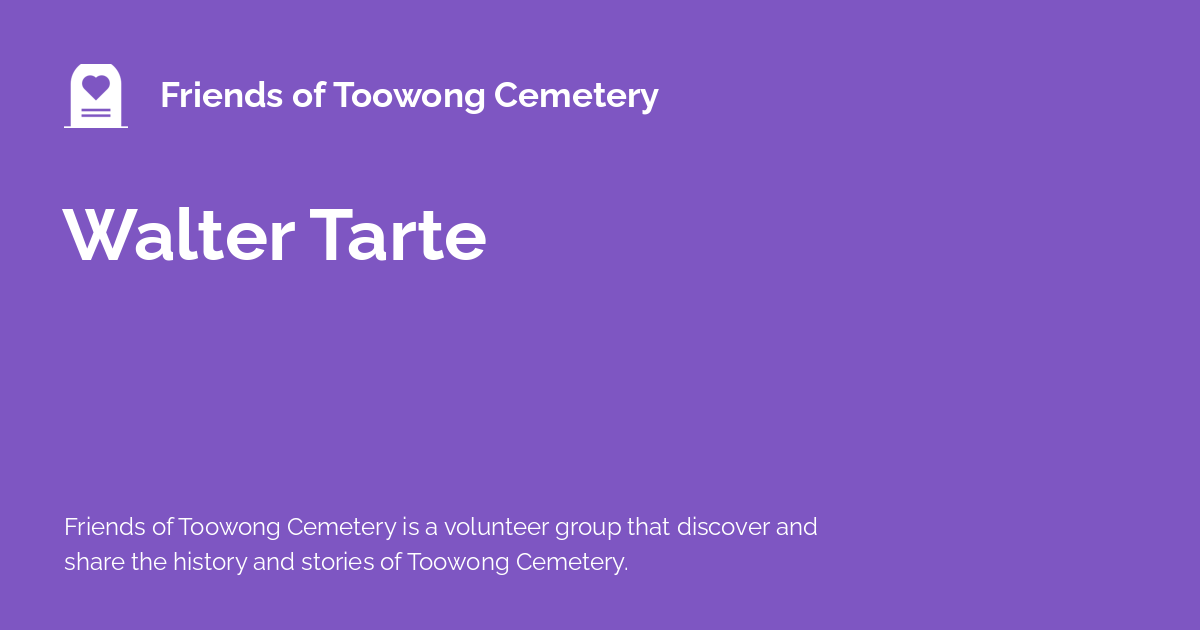 Friends of Toowong Cemetery
Walter Tarte
Friends of Toowong Cemetery is a volunteer group that discover and
share the history and stories of Toowong Cemetery.